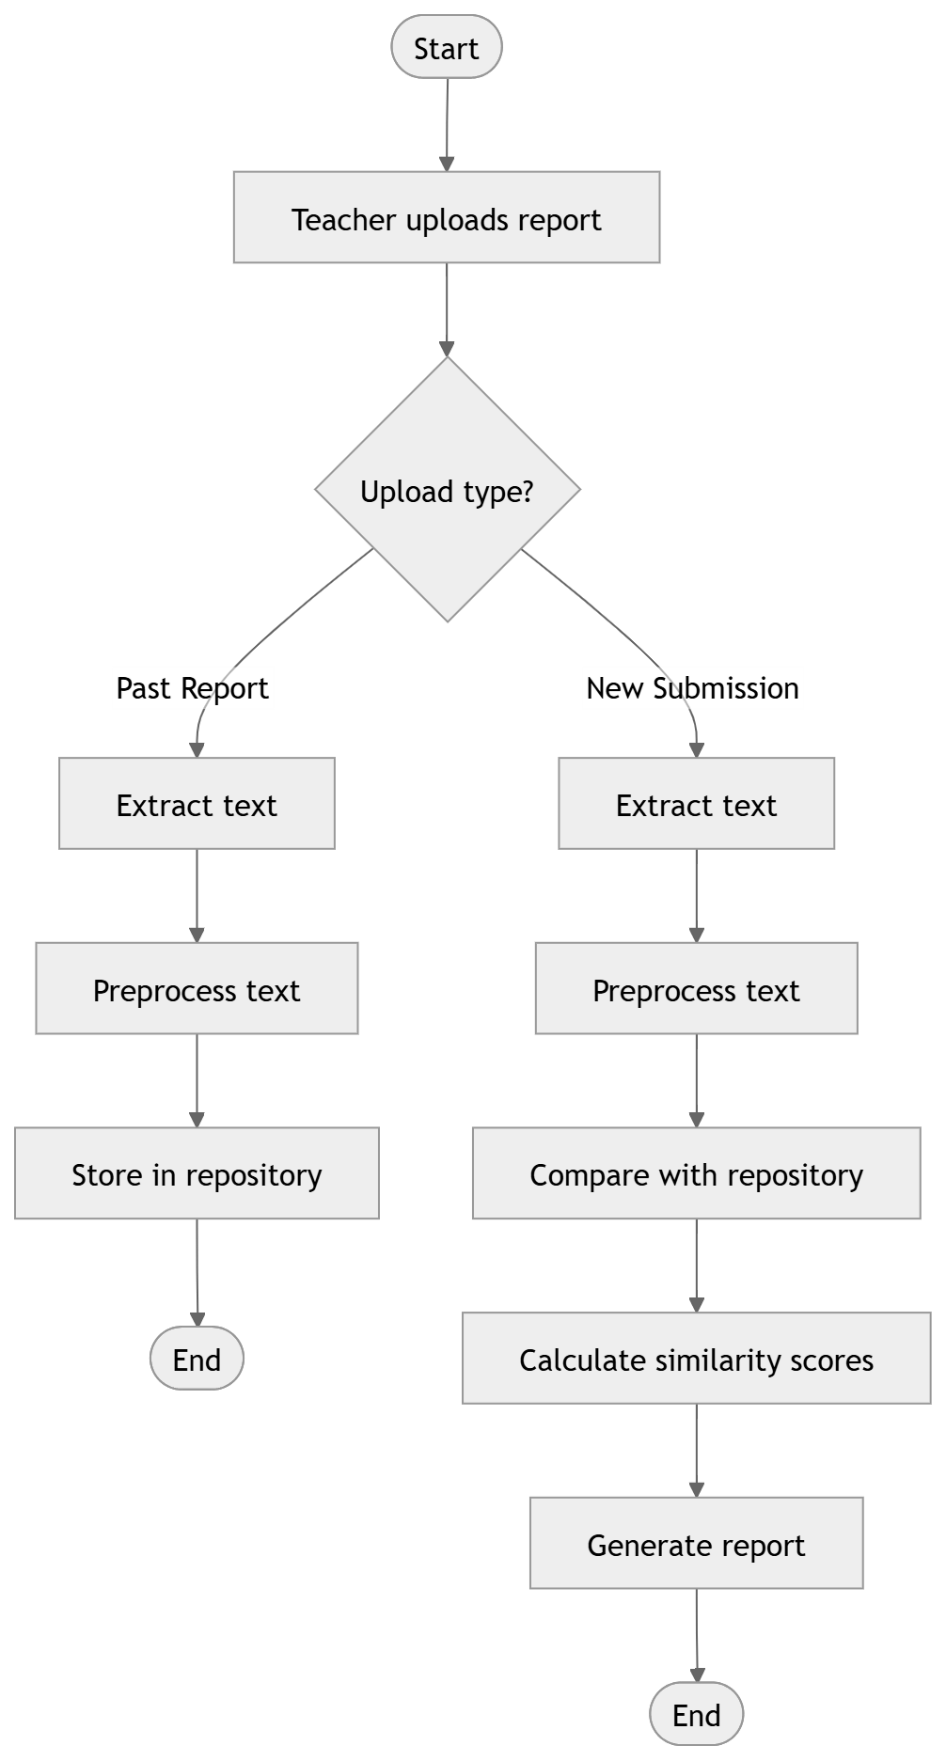 Start
Teacher uploads report
Upload type?
Past Report
New Submission
Extract text
Extract text
Preprocess text
Preprocess text
Store in repository
Compare with repository
End
Calculate similarity scores
Generate report
End